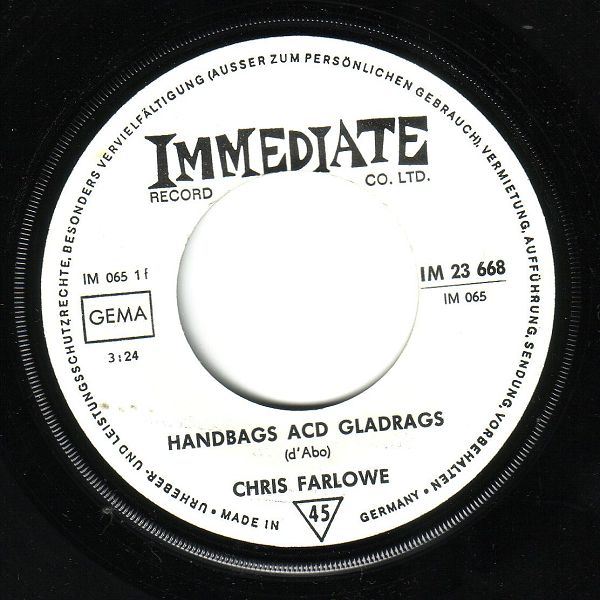 URHEBER- UND LEISTUNGSSCHUTZRECHTE, BESONDERS VERVIELFÄLTIGUNG (AUSSER ZUM PERSÖNLICHEN GEBRAUCH), VERMIETUNG, AUFFÜHRUNG, SENDUNG, VORBEHALTEN
IMMEDIATE
RECORD CO. LTD.
IM 065 1f
GEMA
3:24
IM 23 668
IM 065
HANDBAGS ACD GLADRAGS
(d'Abo)
CHRIS FARLOWE
45
• MADE IN GERMANY •